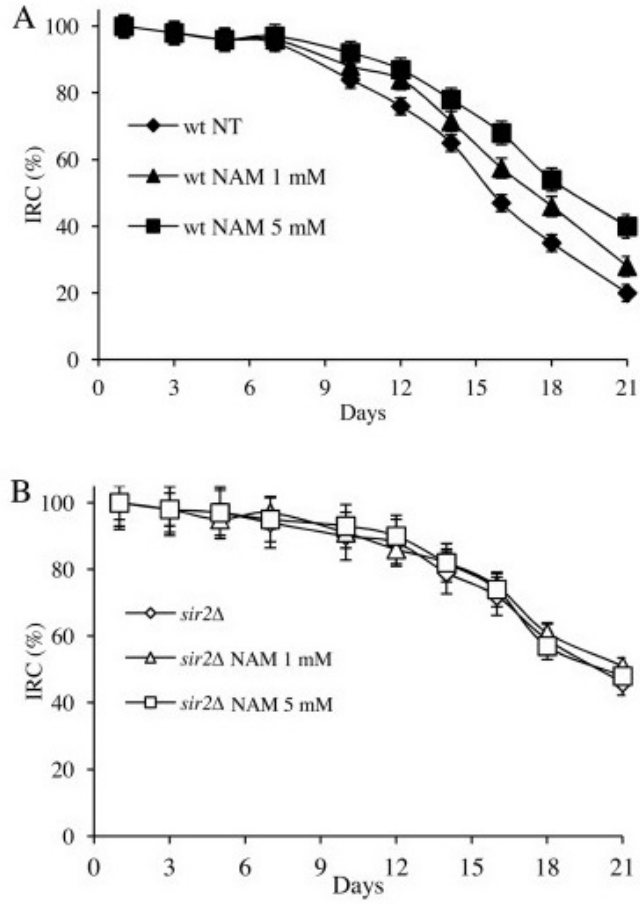 A
100
80
60
40
20
0
IRC (%)
wt NT
wt NAM 1 mM
wt NAM 5 mM
0 3 6 9 12 15 18 21
Days
B
100
80
60
40
20
0
IRC (%)
sir2Δ
sir2Δ NAM 1 mM
sir2Δ NAM 5 mM
0 3 6 9 12 15 18 21
Days